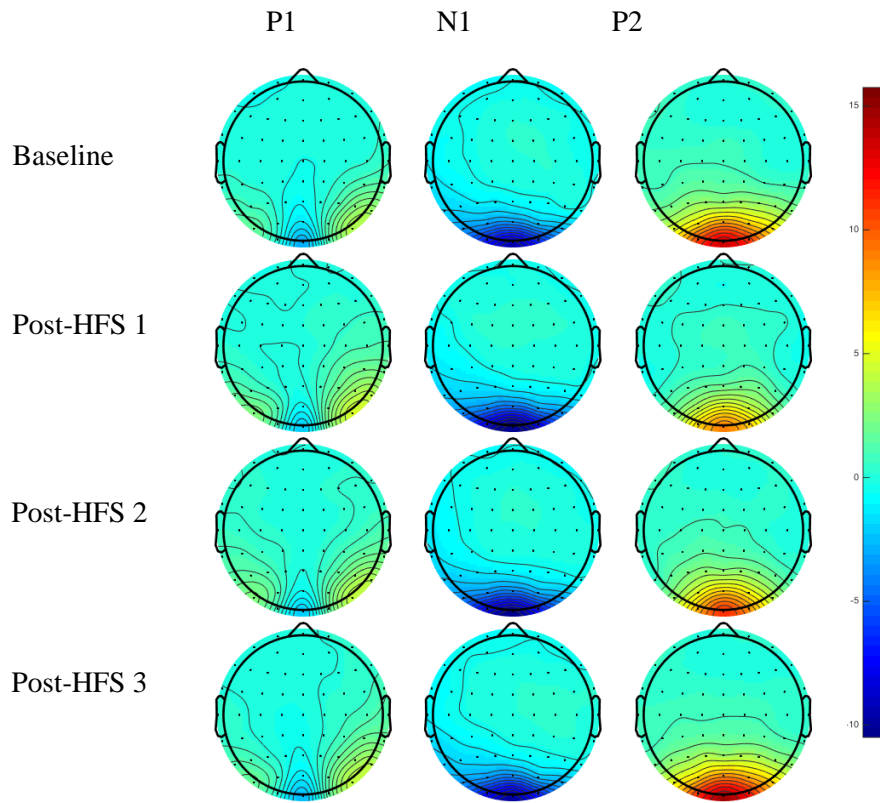 P1 N1 P2
Baseline
Post-HFS 1
Post-HFS 2
Post-HFS 3
15
10
5
0
-5
-10